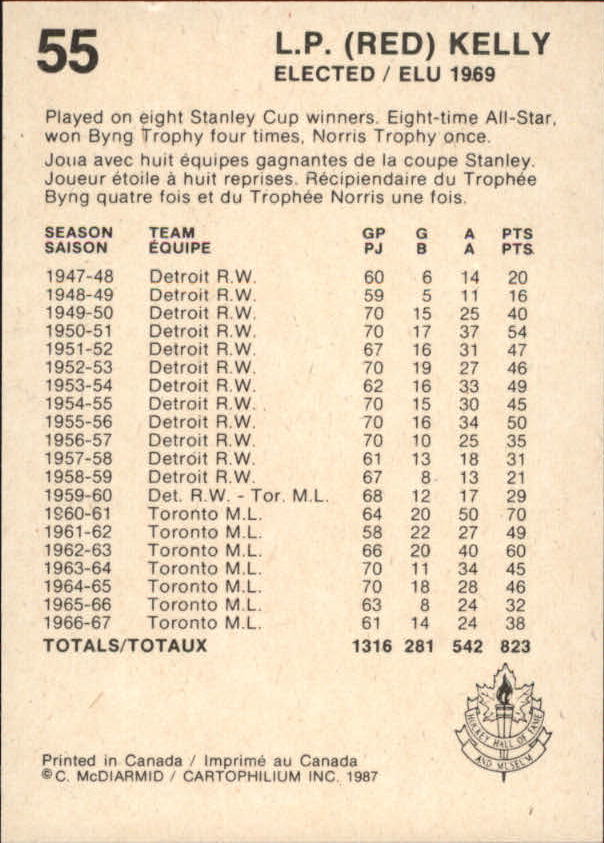 55
L.P. (RED) KELLY
ELECTED / ELU 1969
Played on eight Stanley Cup winners. Eight-time All-Star,
won Byng Trophy four times, Norris Trophy once.
Joua avec huit équipes gagnantes de la coupe Stanley.
Joueur étoile à huit reprises. Récipiendaire du Trophée
Byng quatre fois et du Trophée Norris une fois.
SEASON TEAM GP G A PTS
SAISON ÉQUIPE PJ B A PTS.
1947-48 Detroit R.W. 60 6 14 20
1948-49 Detroit R.W. 59 5 11 16
1949-50 Detroit R.W. 70 15 25 40
1950-51 Detroit R.W. 70 17 37 54
1951-52 Detroit R.W. 67 16 31 47
1952-53 Detroit R.W. 70 19 27 46
1953-54 Detroit R.W. 62 16 33 49
1954-55 Detroit R.W. 70 15 30 45
1955-56 Detroit R.W. 70 16 34 50
1956-57 Detroit R.W. 70 10 25 35
1957-58 Detroit R.W. 61 13 18 31
1958-59 Detroit R.W. 67 8 13 21
1959-60 Det. R.W. - Tor. M.L. 68 12 17 29
1960-61 Toronto M.L. 64 20 50 70
1961-62 Toronto M.L. 58 22 27 49
1962-63 Toronto M.L. 66 20 40 60
1963-64 Toronto M.L. 70 11 34 45
1964-65 Toronto M.L. 70 18 28 46
1965-66 Toronto M.L. 63 8 24 32
1966-67 Toronto M.L. 61 14 24 38
TOTALS/TOTAUX 1316 281 542 823
HOCKEY HALL OF FAME
AND MUSEUM
Printed in Canada / Imprimé au Canada
© C. McDIARMID / CARTOPHILIUM INC. 1987